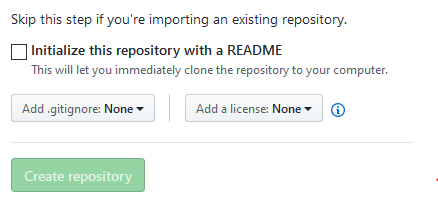 Skip this step if you're importing an existing repository.
Initialize this repository with a README
This will let you immediately clone the repository to your computer.
Add .gitignore: None Add a license: None
Create repository